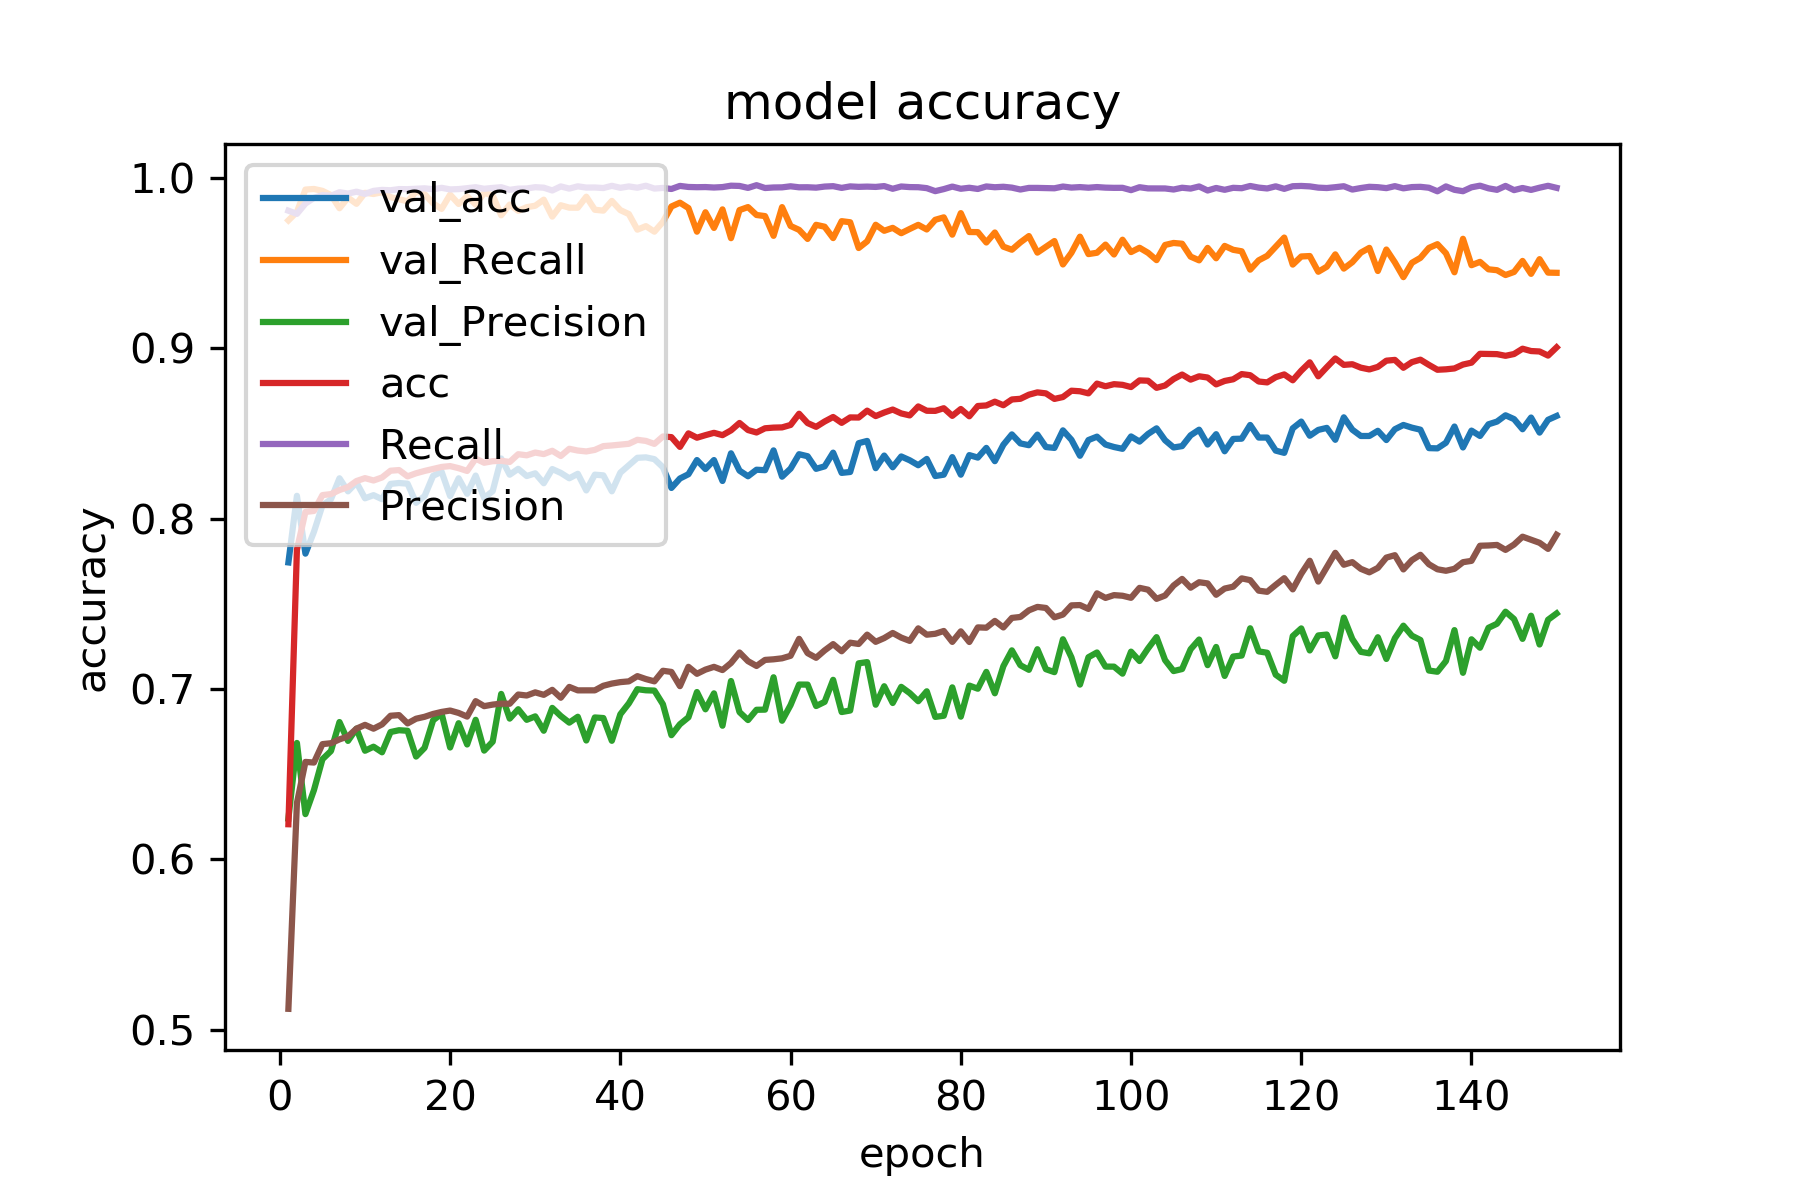 model accuracy
val_acc
val_Recall
val_Precision
acc
Recall
Precision
accuracy
1.0
0.9
0.8
0.7
0.6
0.5
0 20 40 60 80 100 120 140
epoch